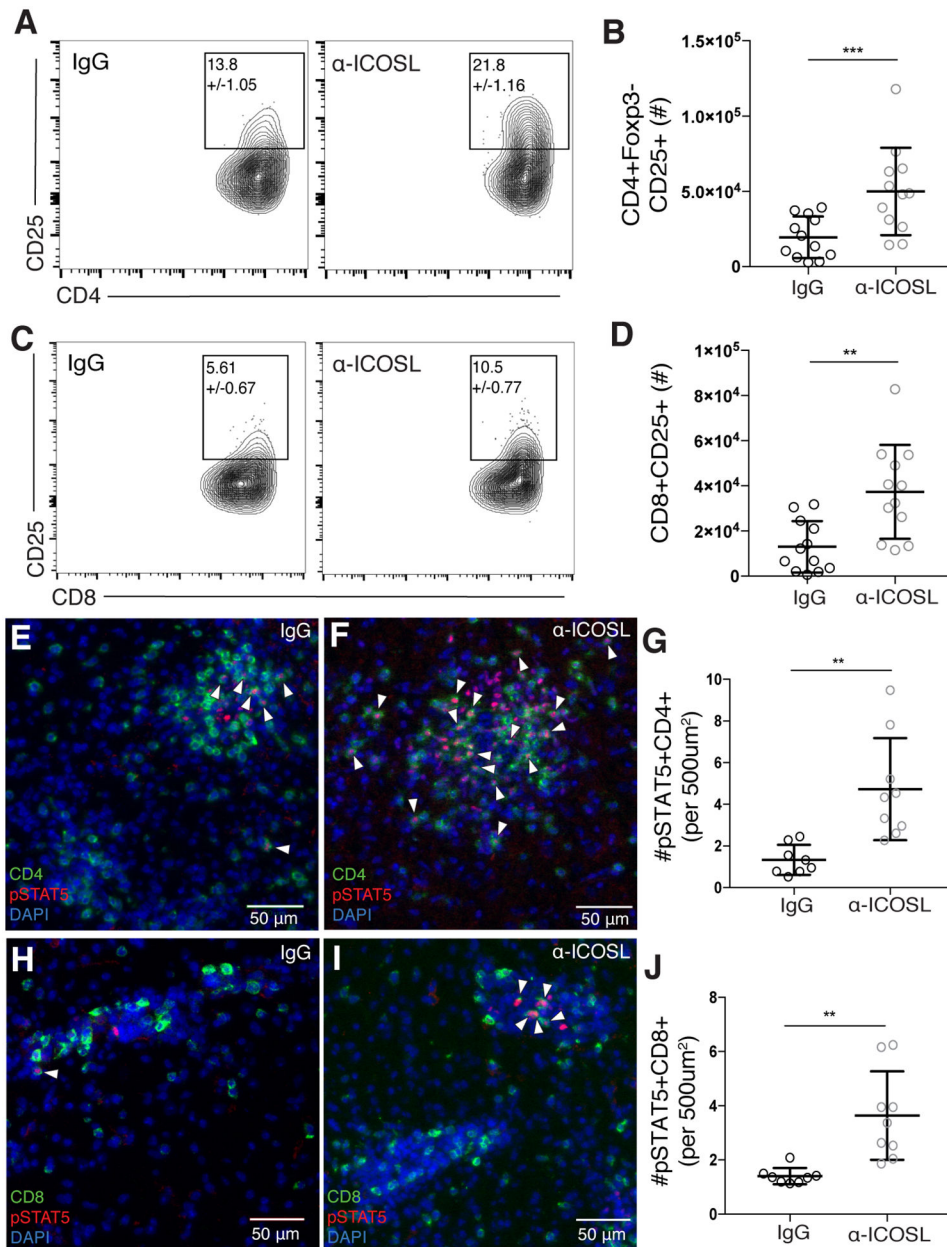 A
IgG
13.8
+/-1.05
α-ICOSL
21.8
+/-1.16
CD25
CD4
B
1.5×10⁵
1.0×10⁵
5.0×10⁴
0
CD4+Foxp3-
CD25+ (#)
***
IgG
α-ICOSL
C
IgG
5.61
+/-0.67
α-ICOSL
10.5
+/-0.77
CD25
CD8
D
1×10⁵
8×10⁴
6×10⁴
4×10⁴
2×10⁴
0
CD8+CD25+ (#)
**
IgG
α-ICOSL
E
IgG
CD4
pSTAT5
DAPI
50 µm
F
α-ICOSL
CD4
pSTAT5
DAPI
50 µm
G
10
8
6
4
2
0
#pSTAT5+CD4+
(per 500um²)
**
IgG
α-ICOSL
H
IgG
CD8
pSTAT5
DAPI
50 µm
I
α-ICOSL
CD8
pSTAT5
DAPI
50 µm
J
8
6
4
2
0
#pSTAT5+CD8+
(per 500um²)
**
IgG
α-ICOSL